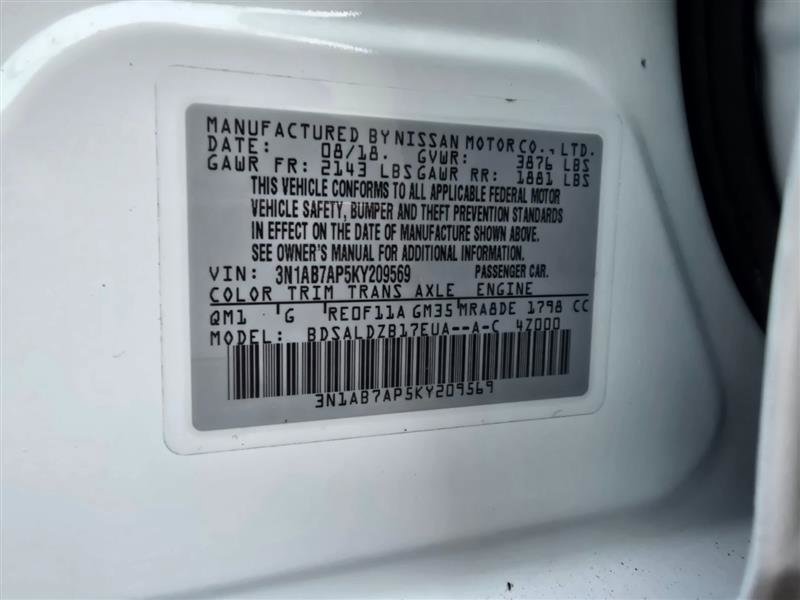 MANUFACTURED BY NISSAN MOTOR CO., LTD.
DATE: 08/18. GVWR: 3876 LBS
GAWR FR: 2143 LBS GAWR RR: 1881 LBS
THIS VEHICLE CONFORMS TO ALL APPLICABLE FEDERAL MOTOR
VEHICLE SAFETY, BUMPER AND THEFT PREVENTION STANDARDS
IN EFFECT ON THE DATE OF MANUFACTURE SHOWN ABOVE.
SEE OWNER'S MANUAL FOR ADDITIONAL INFORMATION.
VIN: 3N1AB7AP5KY209569 PASSENGER CAR.
COLOR TRIM TRANS AXLE ENGINE
QM1 G RE0F11A GM35 MRA8DE 1798 CC
MODEL: BDSALDZB17EUA--A-C 4Z000
3N1AB7AP5KY209569